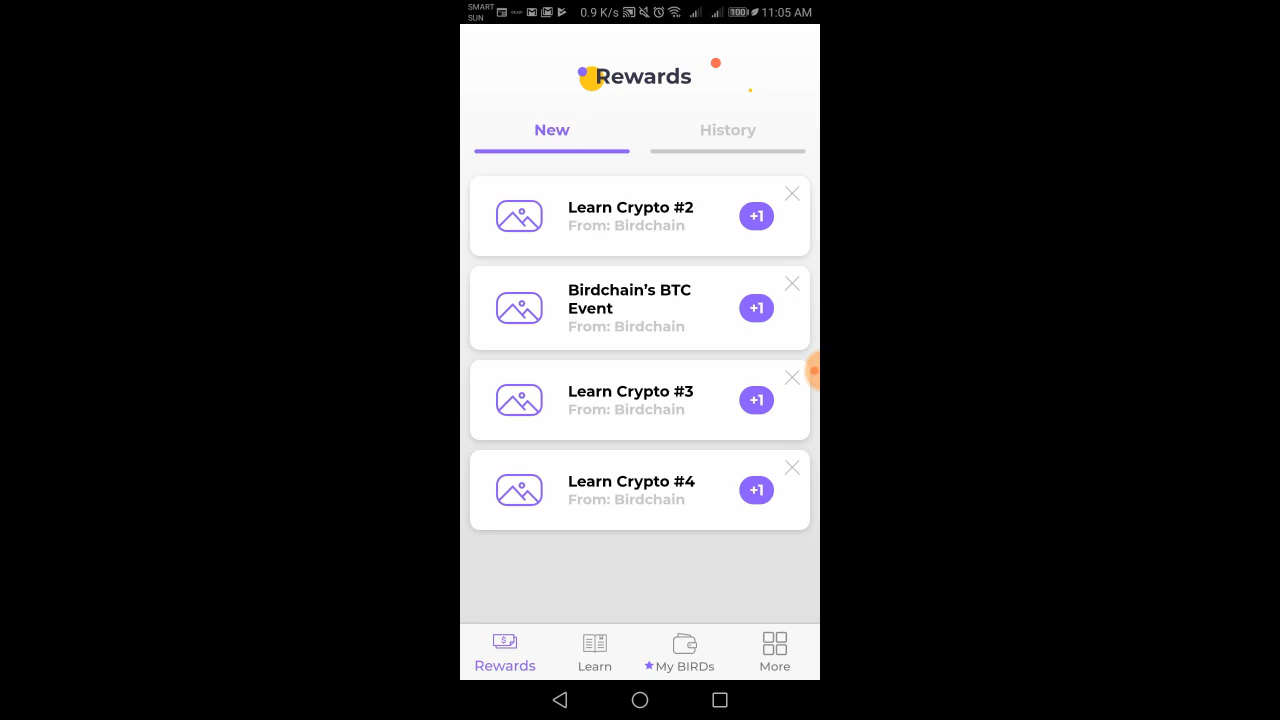 SMART
SUN
0.9 K/s 100 11:05 AM
Rewards
New History
Learn Crypto #2
From: Birdchain
+1
Birdchain’s BTC
Event
From: Birdchain
+1
Learn Crypto #3
From: Birdchain
+1
Learn Crypto #4
From: Birdchain
+1
Rewards Learn My BIRDs More